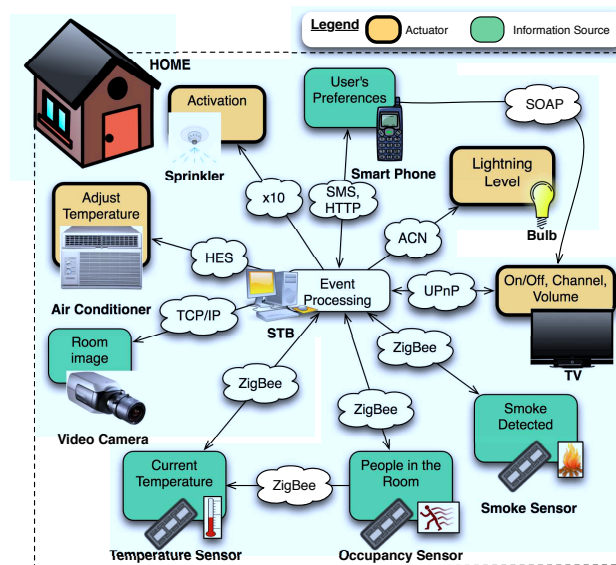 Legend
Actuator
Information Source
HOME
Activation
Sprinkler
User's
Preferences
Smart Phone
SOAP
Lightning
Level
Bulb
x10
SMS,
HTTP
ACN
Adjust
Temperature
Air Conditioner
HES
Event
Processing
STB
UPnP
On/Off, Channel,
Volume
TV
TCP/IP
Room
image
Video Camera
ZigBee
ZigBee
ZigBee
Smoke
Detected
Smoke Sensor
Current
Temperature
Temperature Sensor
ZigBee
People in the
Room
Occupancy Sensor